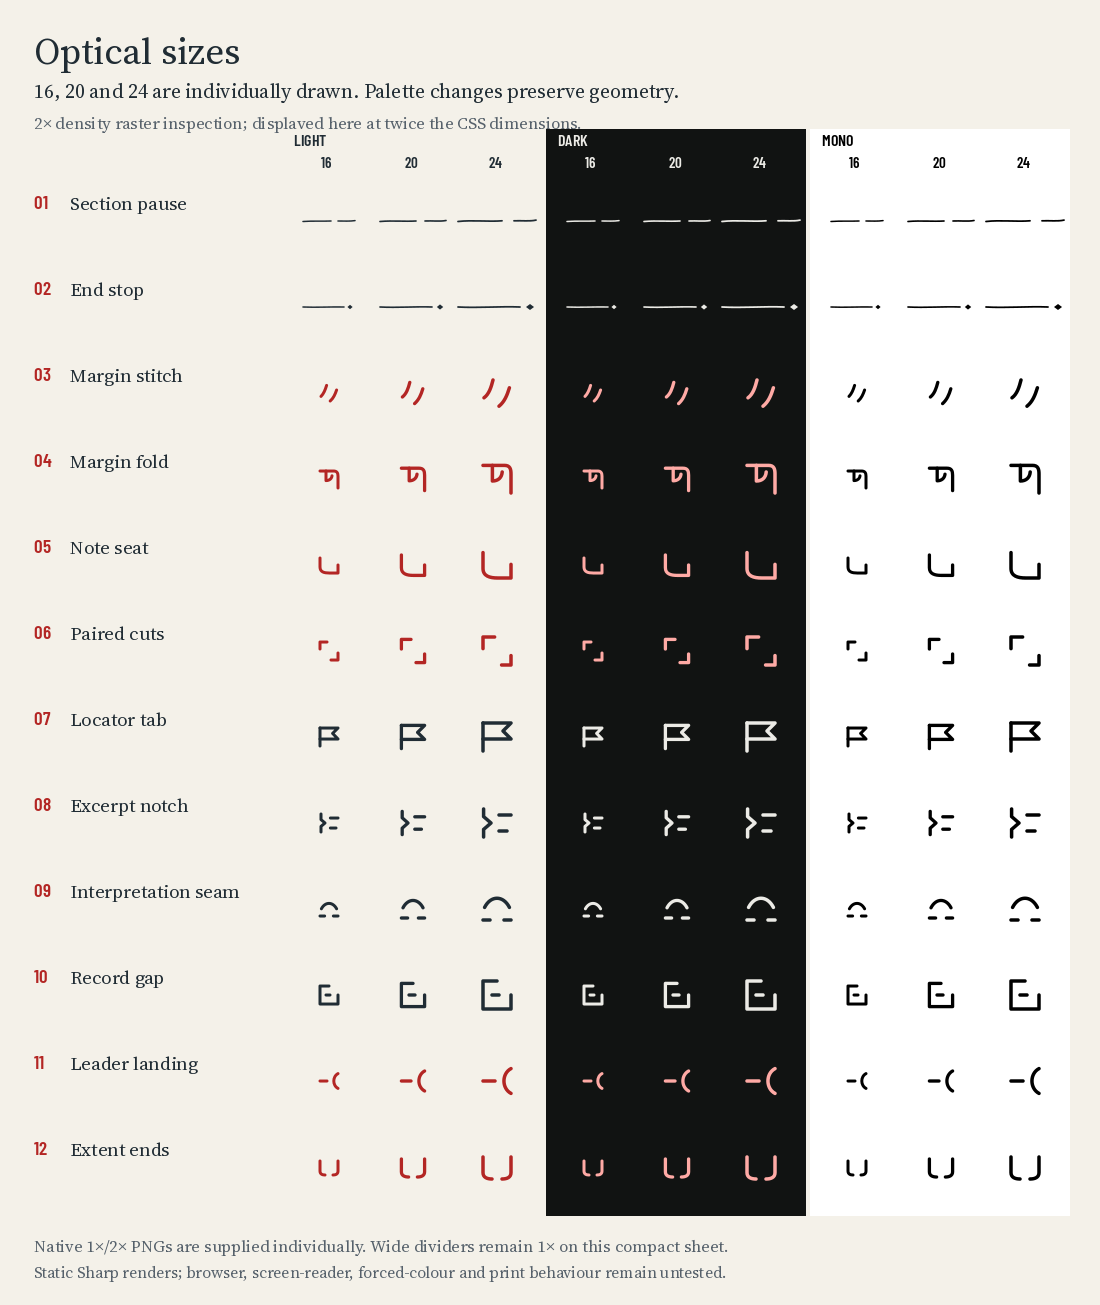 Optical sizes
16, 20 and 24 are individually drawn. Palette changes preserve geometry.
2× density raster inspection; displayed here at twice the CSS dimensions.
LIGHT DARK MONO
16 20 24 16 20 24 16 20 24
01 Section pause
02 End stop
03 Margin stitch
04 Margin fold
05 Note seat
06 Paired cuts
07 Locator tab
08 Excerpt notch
09 Interpretation seam
10 Record gap
11 Leader landing
12 Extent ends
Native 1×/2× PNGs are supplied individually. Wide dividers remain 1× on this compact sheet.
Static Sharp renders; browser, screen-reader, forced-colour and print behaviour remain untested.